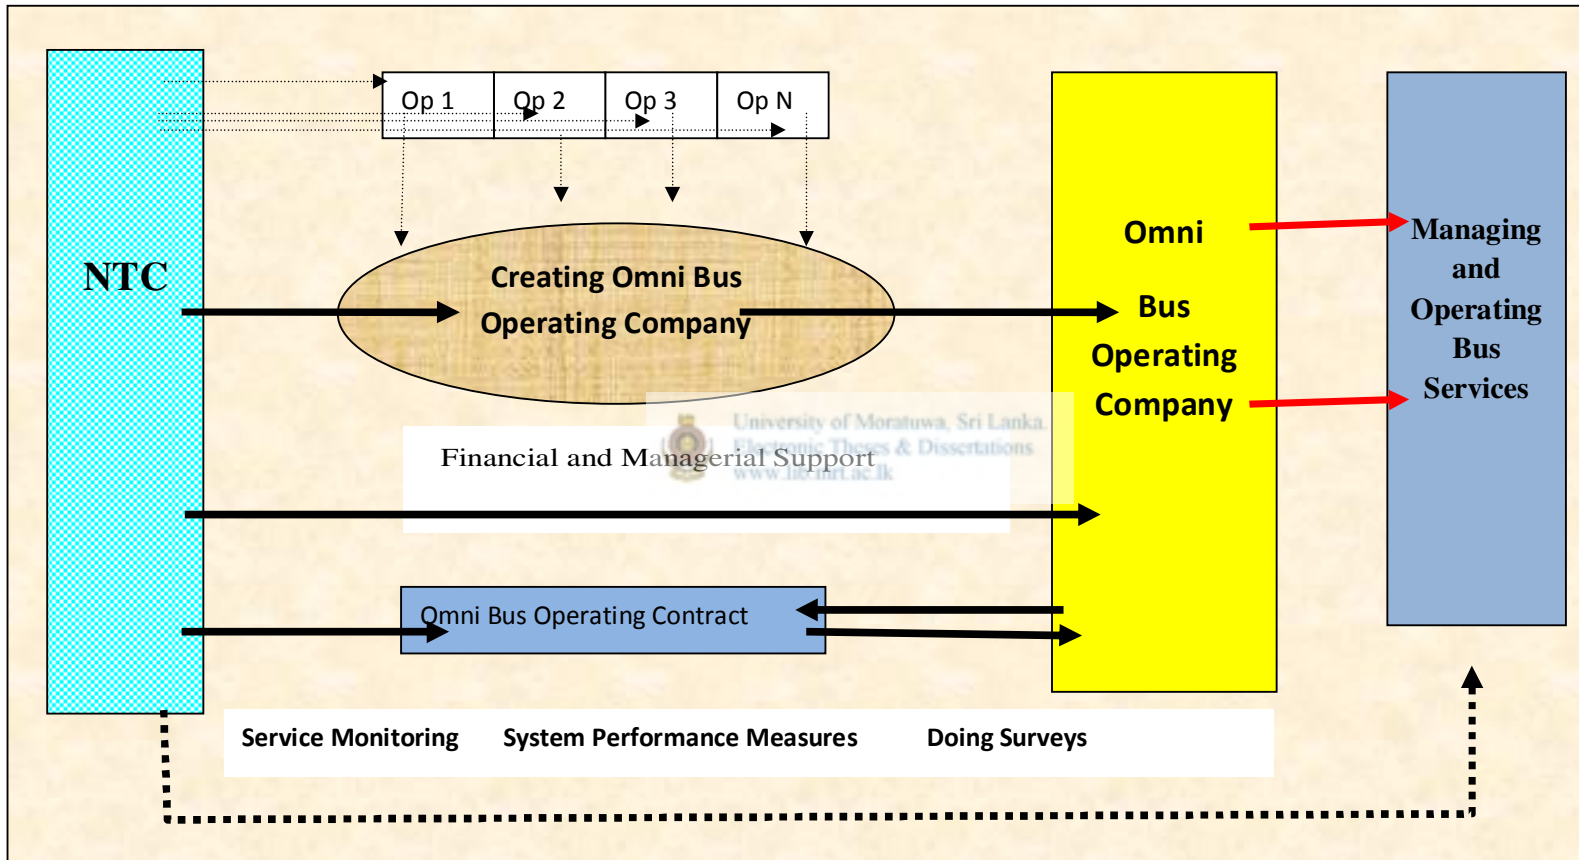 NTC
Op 1
Op 2
Op 3
Op N
Creating Omni Bus
Operating Company
Omni
Bus
Operating
Company
Managing
and
Operating
Bus
Services
University of Moratuwa, Sri Lanka.
Electronic Theses & Dissertations
www.lib.mrt.ac.lk
Financial and Managerial Support
Omni Bus Operating Contract
Service Monitoring System Performance Measures Doing Surveys